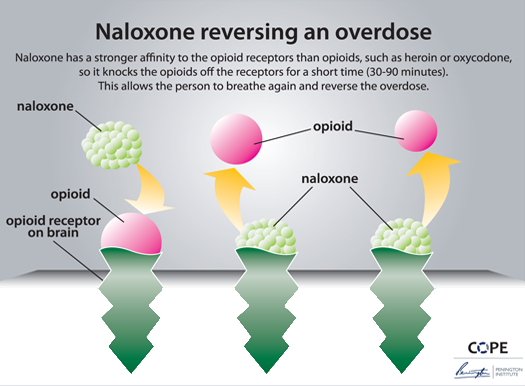 Naloxone reversing an overdose
Naloxone has a stronger affinity to the opioid receptors than opioids, such as heroin or oxycodone,
so it knocks the opioids off the receptors for a short time (30-90 minutes).
This allows the person to breathe again and reverse the overdose.
naloxone
opioid
opioid
naloxone
opioid receptor
on brain
COPE
PENINGTON
INSTITUTE